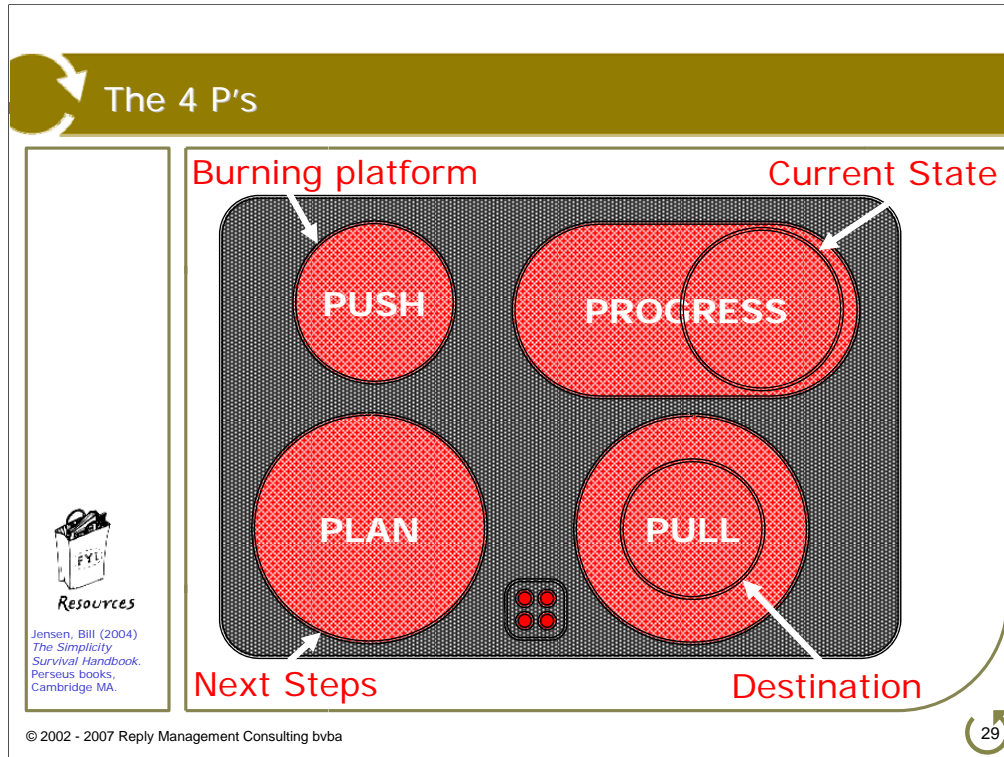 The 4 P's
Burning platform
Current State
PUSH
PROGRESS
PLAN
PULL
Next Steps
Destination
FYI
Resources
Jensen, Bill (2004)
The Simplicity
Survival Handbook.
Perseus books,
Cambridge MA.
© 2002 - 2007 Reply Management Consulting bvba
29